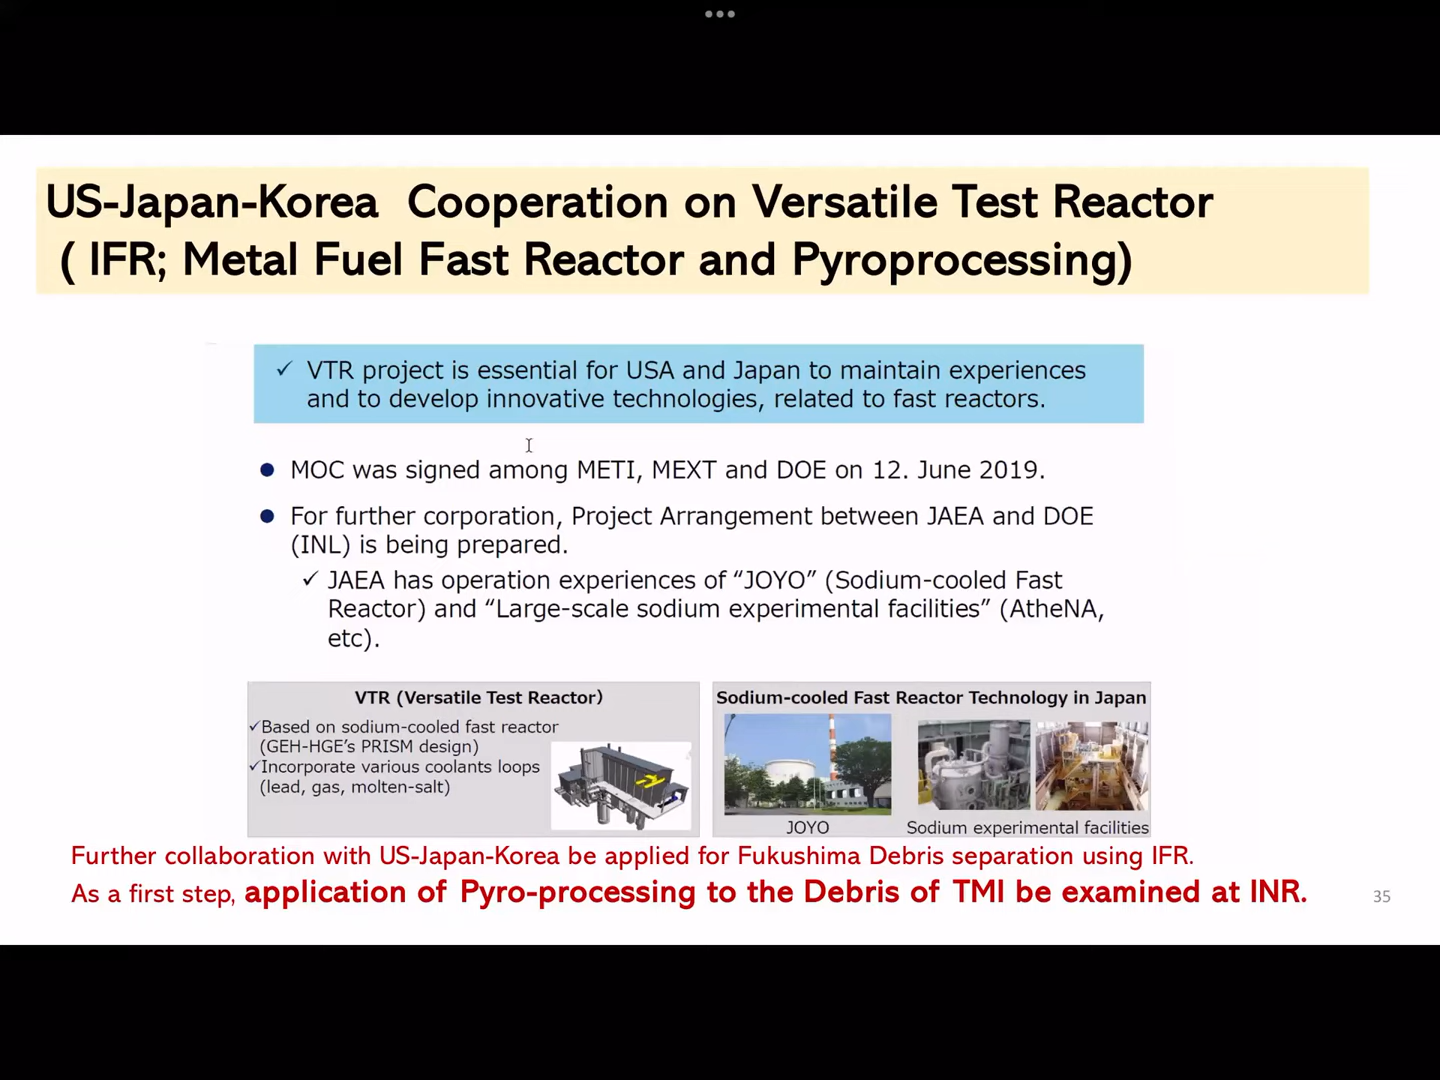 US-Japan-Korea Cooperation on Versatile Test Reactor
( IFR; Metal Fuel Fast Reactor and Pyroprocessing)
✓ VTR project is essential for USA and Japan to maintain experiences
and to develop innovative technologies, related to fast reactors.
● MOC was signed among METI, MEXT and DOE on 12. June 2019.
● For further corporation, Project Arrangement between JAEA and DOE
(INL) is being prepared.
✓ JAEA has operation experiences of “JOYO” (Sodium-cooled Fast
Reactor) and “Large-scale sodium experimental facilities” (AtheNA,
etc).
VTR (Versatile Test Reactor)
✓Based on sodium-cooled fast reactor
(GEH-HGE’s PRISM design)
✓Incorporate various coolants loops
(lead, gas, molten-salt)
Sodium-cooled Fast Reactor Technology in Japan
JOYO
Sodium experimental facilities
Further collaboration with US-Japan-Korea be applied for Fukushima Debris separation using IFR.
As a first step, application of Pyro-processing to the Debris of TMI be examined at INR.
35